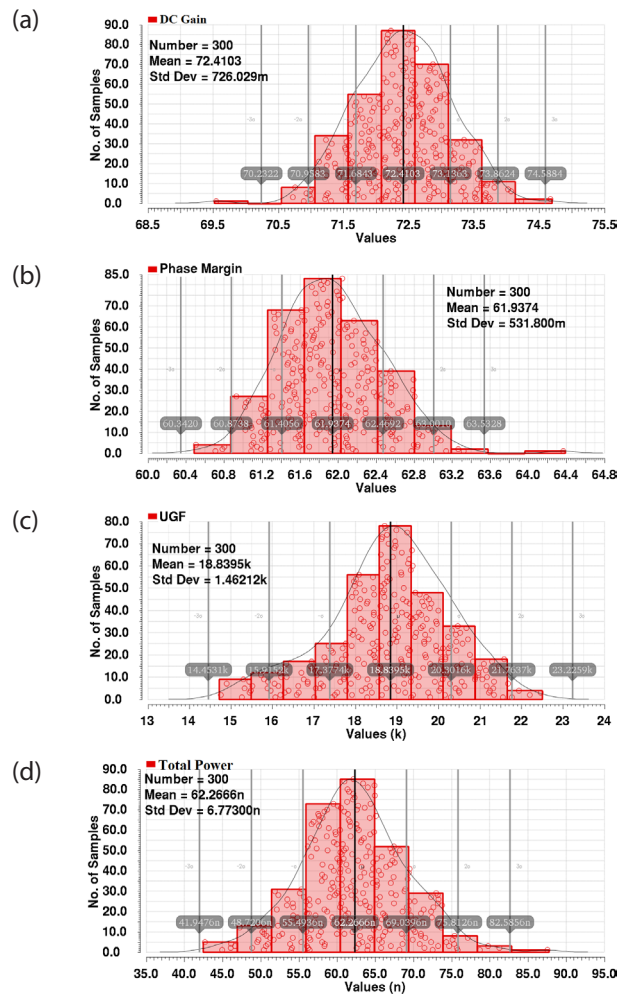 (a)
DC Gain
Number = 300
Mean = 72.4103
Std Dev = 726.029m
No. of Samples
90.0
80.0
70.0
60.0
50.0
40.0
30.0
20.0
10.0
0.0
70.2322 70.9583 71.6843 72.4103 73.1363 73.8624 74.5884
68.5 69.5 70.5 71.5 72.5 73.5 74.5 75.5
Values
(b)
Phase Margin
Number = 300
Mean = 61.9374
Std Dev = 531.800m
No. of Samples
85.0
70.0
60.0
50.0
40.0
30.0
20.0
10.0
0.0
60.3420 60.8738 61.4056 61.9374 62.4692 63.0010 63.5328
60.0 60.4 60.8 61.2 61.6 62.0 62.4 62.8 63.2 63.6 64.0 64.4 64.8
Values
(c)
UGF
Number = 300
Mean = 18.8395k
Std Dev = 1.46212k
No. of Samples
80.0
70.0
60.0
50.0
40.0
30.0
20.0
10.0
0.0
14.4531k 15.9152k 17.3774k 18.8395k 20.3016k 21.7637k 23.2259k
13 14 15 16 17 18 19 20 21 22 23 24
Values (k)
(d)
Total Power
Number = 300
Mean = 62.2666n
Std Dev = 6.77300n
No. of Samples
90.0
80.0
70.0
60.0
50.0
40.0
30.0
20.0
10.0
0.0
41.9476n 48.7206n 55.4936n 62.2666n 69.0396n 75.8126n 82.5856n
35.0 45.0 50.0 55.0 60.0 65.0 70.0 75.0 80.0 85.0 90.0 95.0
Values (n)